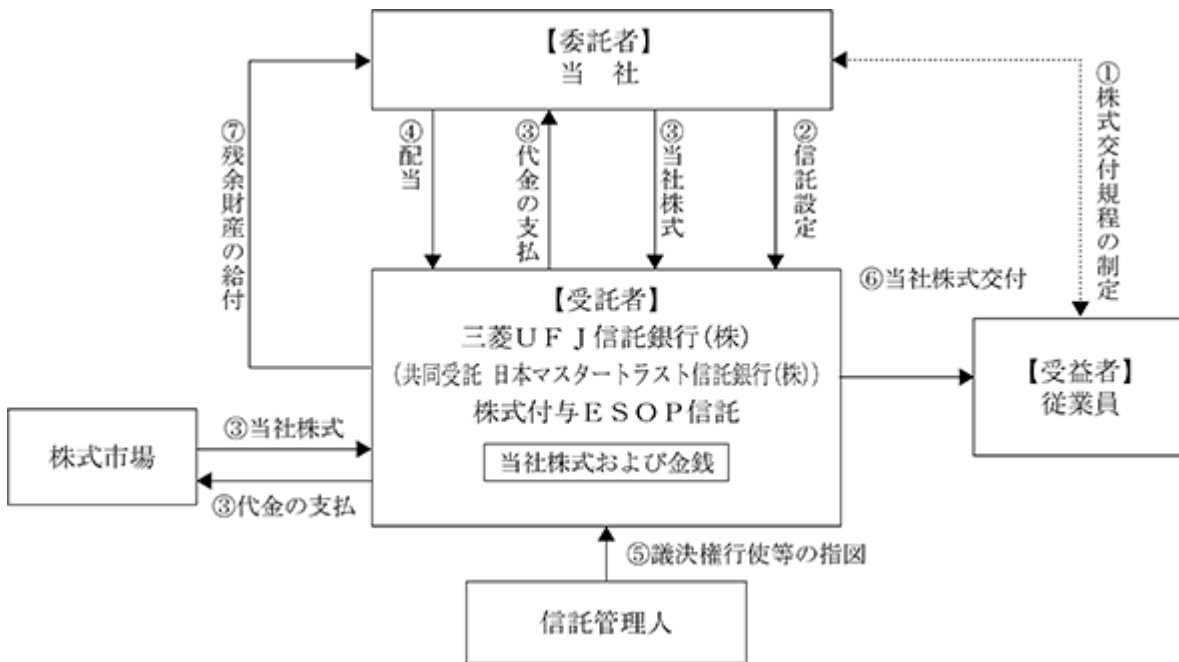 【委託者】
当　社
①株式交付規程の制定
⑦残余財産の給付
④配当
③代金の支払
③当社株式
②信託設定
⑥当社株式交付
【受託者】
三菱ＵＦＪ信託銀行(株)
(共同受託 日本マスタートラスト信託銀行(株))
株式付与ＥＳＯＰ信託
当社株式および金銭
【受益者】
従業員
③当社株式
株式市場
③代金の支払
⑤議決権行使等の指図
信託管理人